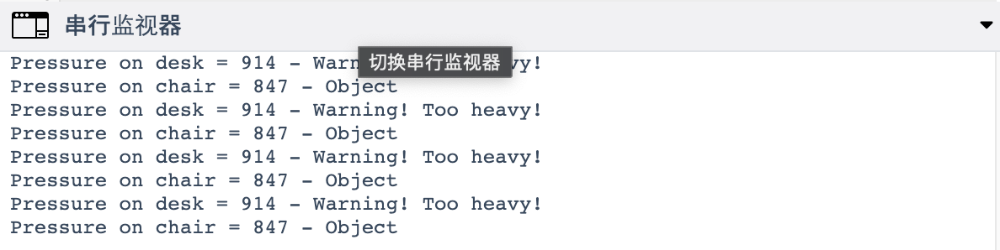 串行监视器
Pressure on desk = 914 - Warn
切换串行监视器
vy!
Pressure on chair = 847 - Object
Pressure on desk = 914 - Warning! Too heavy!
Pressure on chair = 847 - Object
Pressure on desk = 914 - Warning! Too heavy!
Pressure on chair = 847 - Object
Pressure on desk = 914 - Warning! Too heavy!
Pressure on chair = 847 - Object